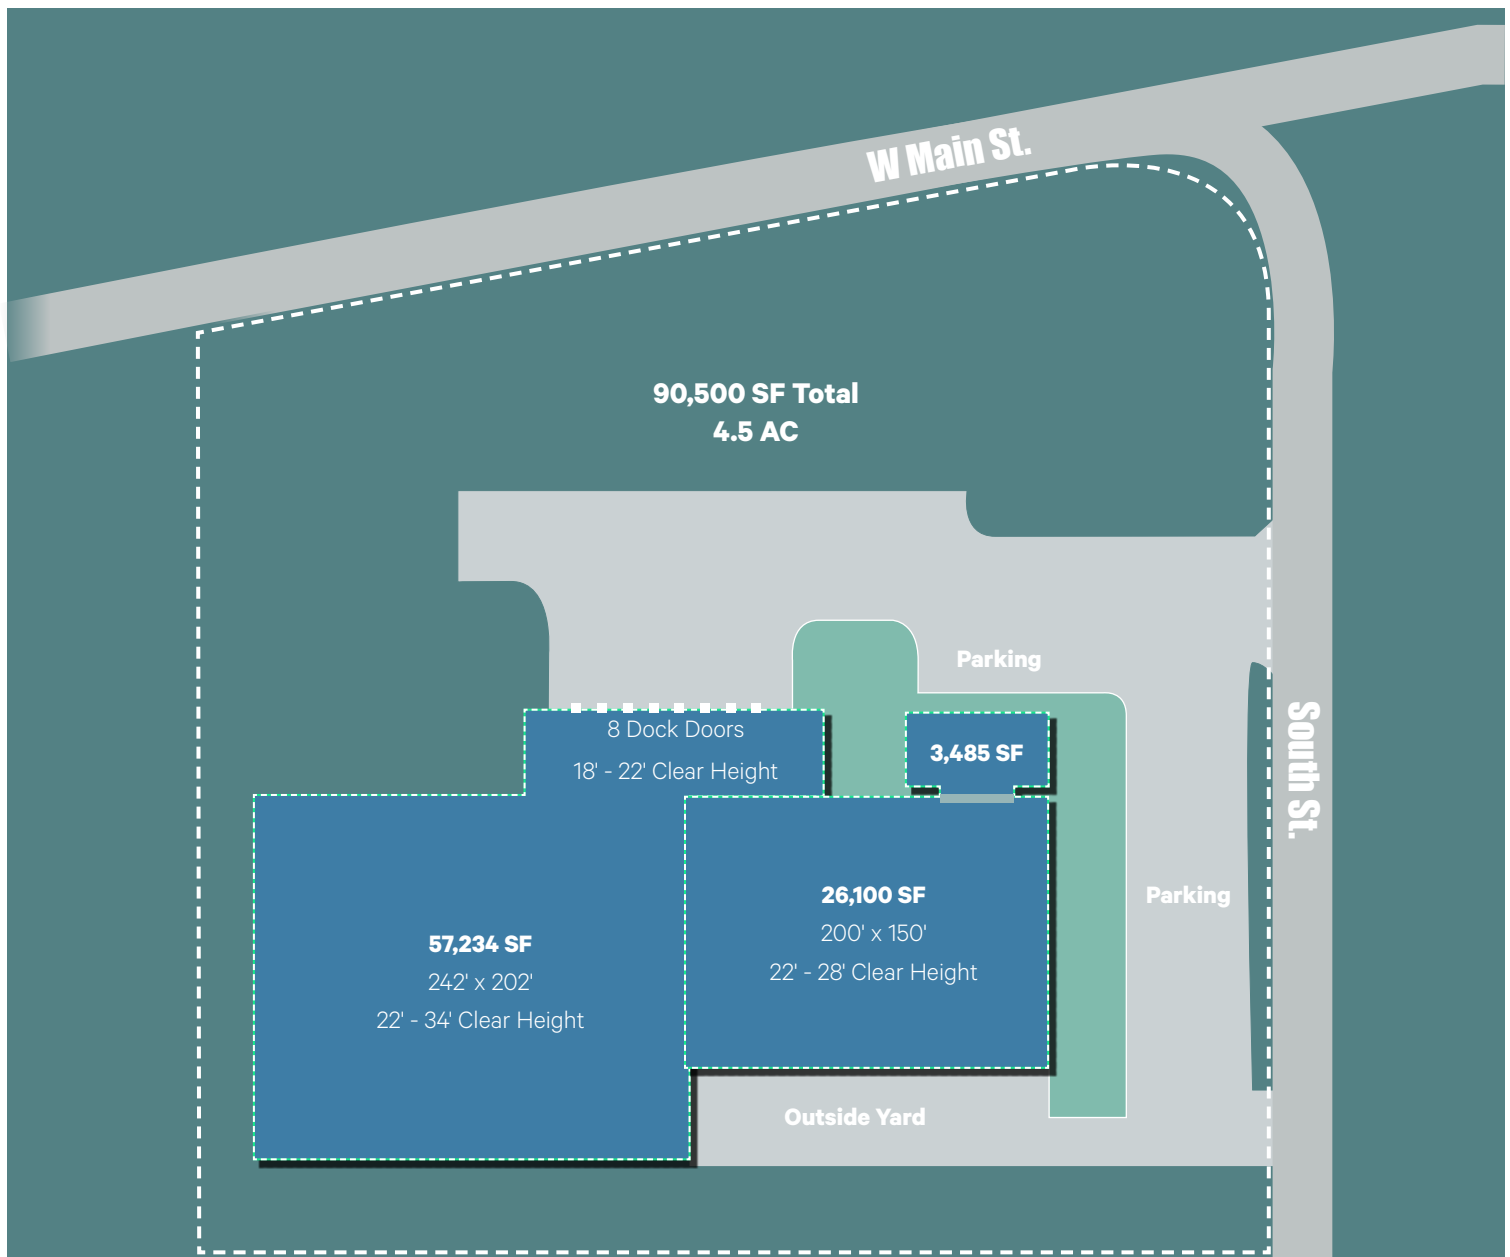 W Main St.
90,500 SF Total
4.5 AC
Parking
8 Dock Doors
18' - 22' Clear Height
3,485 SF
South St.
26,100 SF
200' x 150'
22' - 28' Clear Height
Parking
57,234 SF
242' x 202'
22' - 34' Clear Height
Outside Yard